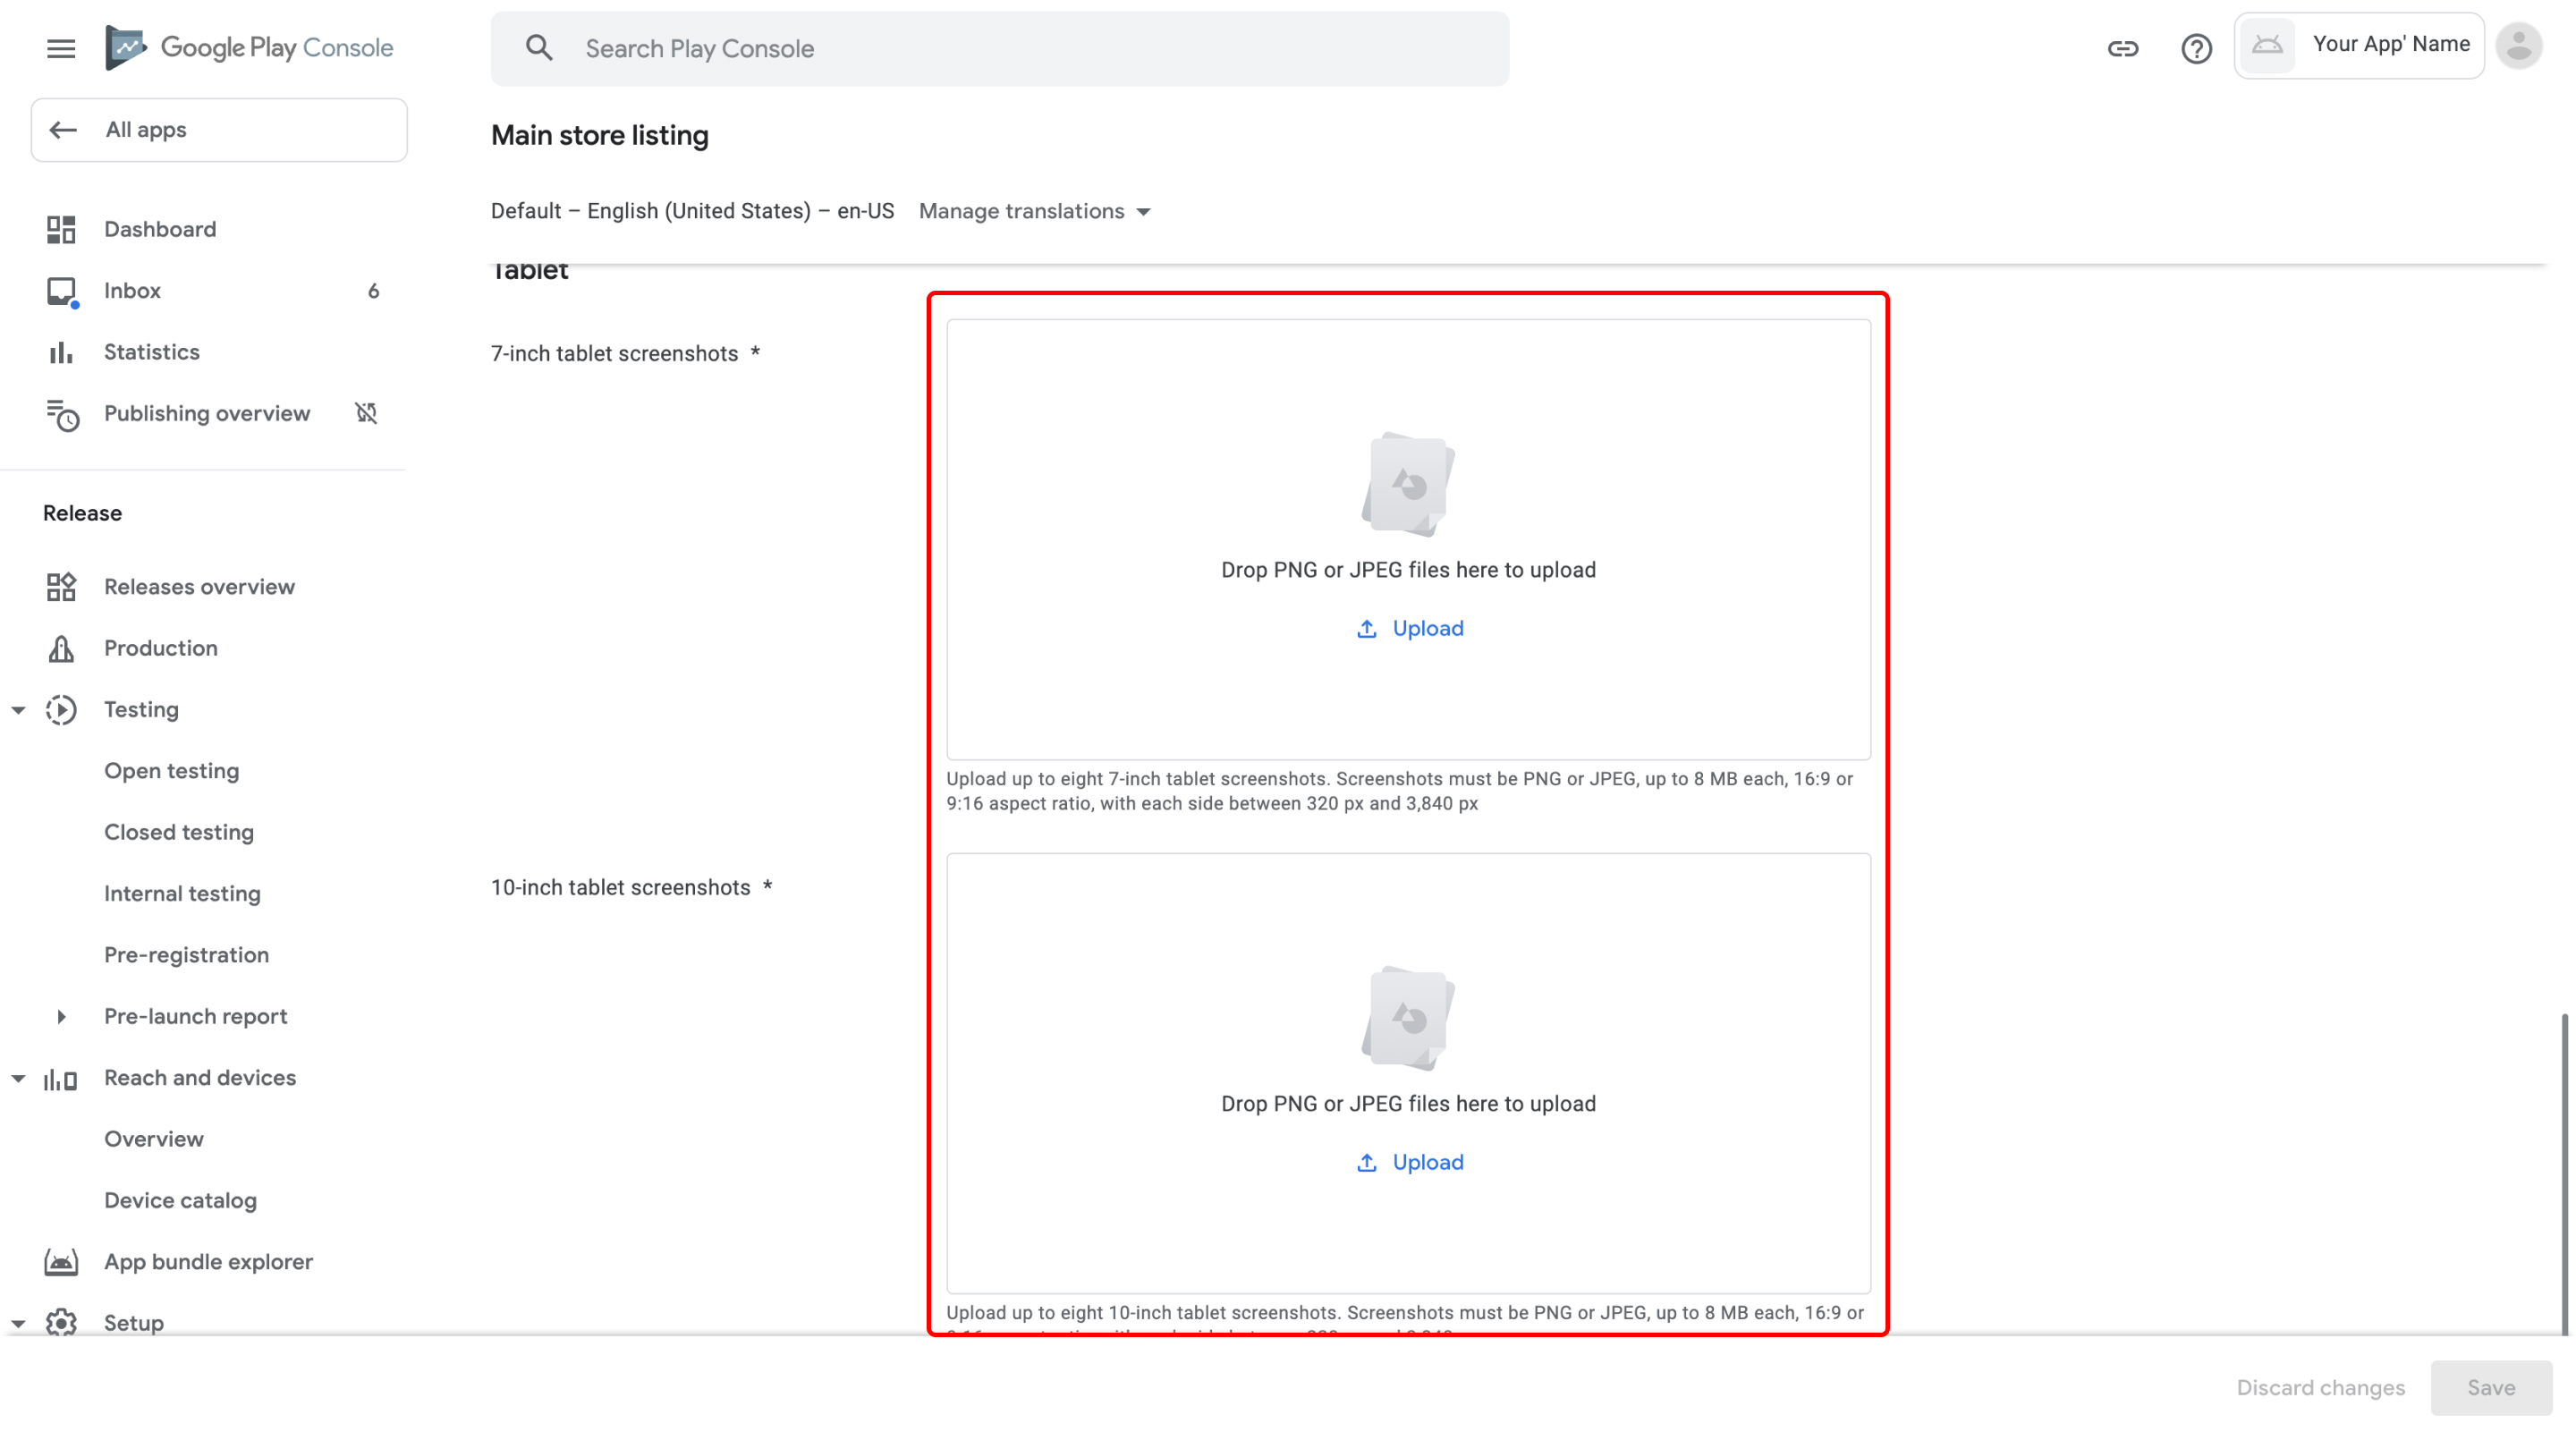 Google Play Console
Search Play Console
Your App' Name
All apps
Dashboard
Inbox 6
Statistics
Publishing overview
Release
Releases overview
Production
Testing
Open testing
Closed testing
Internal testing
Pre-registration
Pre-launch report
Reach and devices
Overview
Device catalog
App bundle explorer
Setup
Main store listing
Default – English (United States) – en-US Manage translations
Tablet
7-inch tablet screenshots *
Drop PNG or JPEG files here to upload
Upload
Upload up to eight 7-inch tablet screenshots. Screenshots must be PNG or JPEG, up to 8 MB each, 16:9 or
9:16 aspect ratio, with each side between 320 px and 3,840 px
10-inch tablet screenshots *
Drop PNG or JPEG files here to upload
Upload
Upload up to eight 10-inch tablet screenshots. Screenshots must be PNG or JPEG, up to 8 MB each, 16:9 or
Discard changes
Save